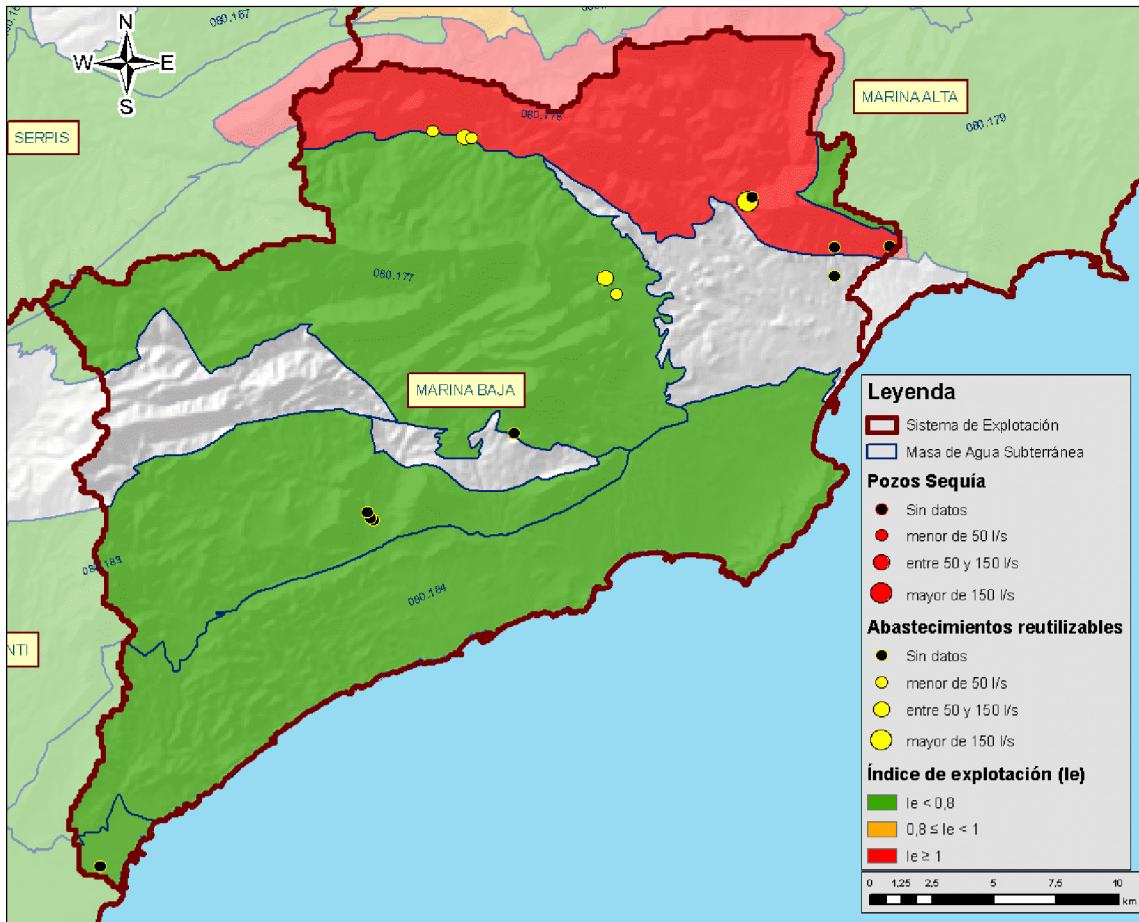 080.167
N
W
E
S
MARINA ALTA
080.178
080.179
SERPIS
080.177
MARINA BAJA
080.183
080.184
NTI
Leyenda
Sistema de Explotación
Masa de Agua Subterránea
Pozos Sequía
Sin datos
menor de 50 l/s
entre 50 y 150 l/s
mayor de 150 l/s
Abastecimientos reutilizables
Sin datos
menor de 50 l/s
entre 50 y 150 l/s
mayor de 150 l/s
Índice de explotación (Ie)
Ie < 0,8
0,8 ≤ Ie < 1
Ie ≥ 1
0 1,25 2,5 5 7,5 10
km